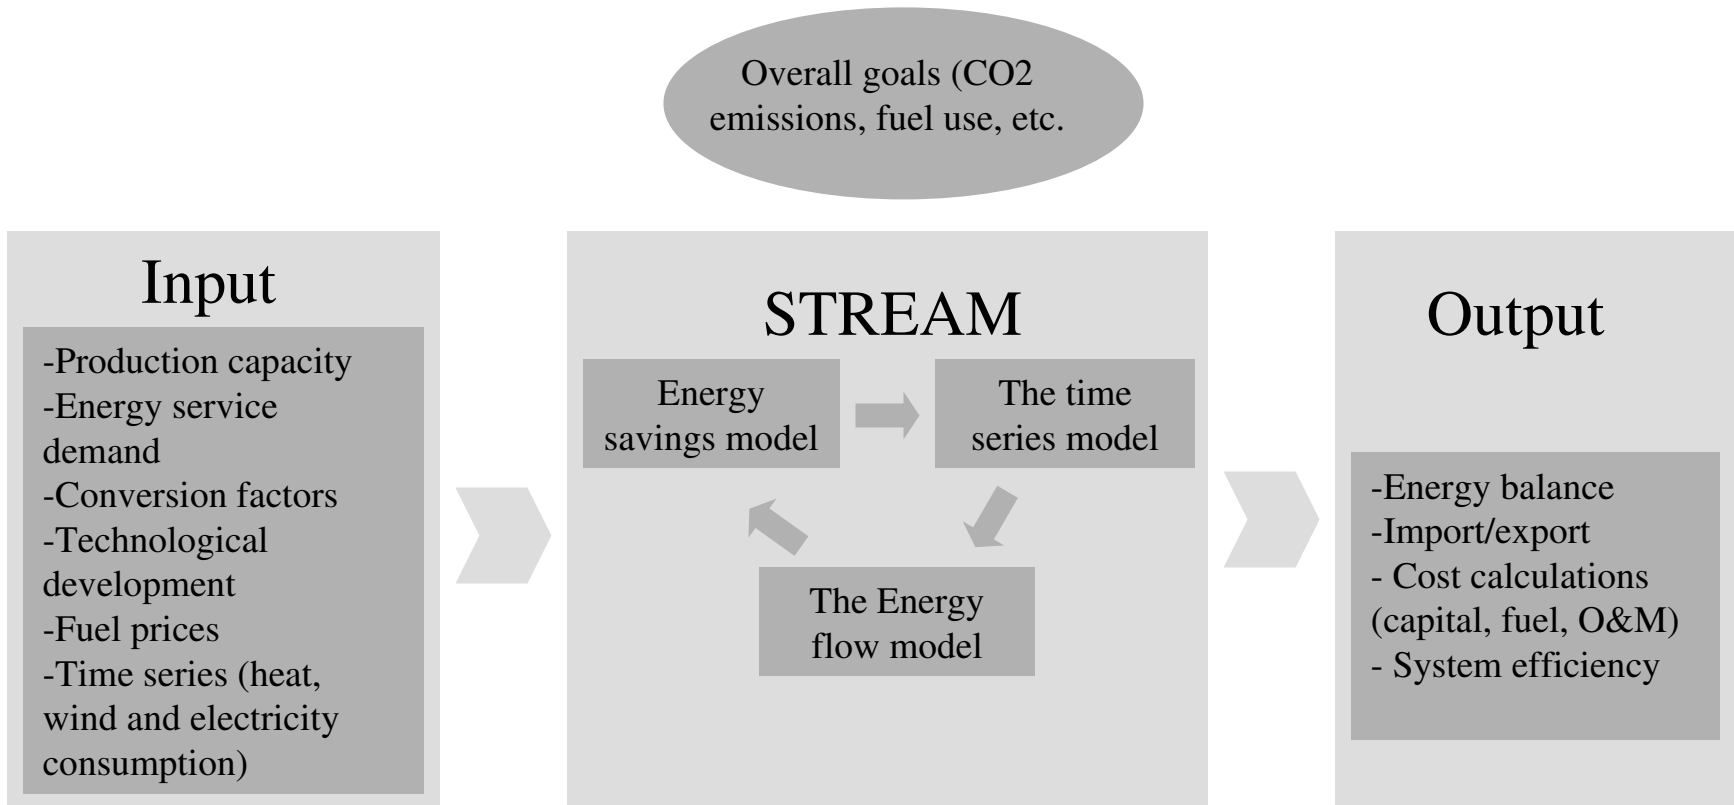 Overall goals (CO2
emissions, fuel use, etc.
Input
-Production capacity
-Energy service
demand
-Conversion factors
-Technological
development
-Fuel prices
-Time series (heat,
wind and electricity
consumption)
STREAM
Energy
savings model
The time
series model
The Energy
flow model
Output
-Energy balance
-Import/export
- Cost calculations
(capital, fuel, O&M)
- System efficiency